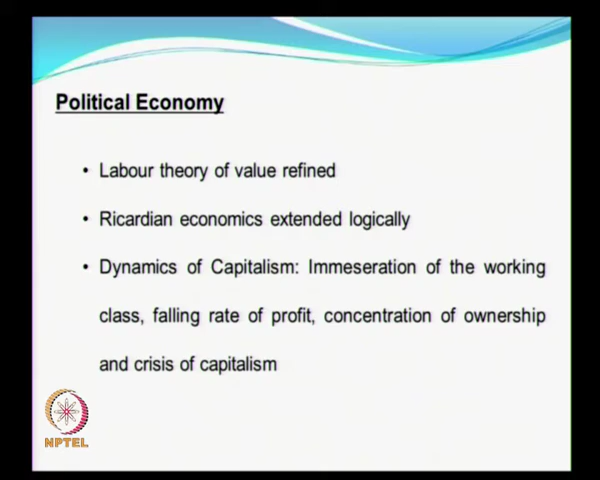 Political Economy
• Labour theory of value refined
• Ricardian economics extended logically
• Dynamics of Capitalism: Immeseration of the working
class, falling rate of profit, concentration of ownership
and crisis of capitalism
NPTEL